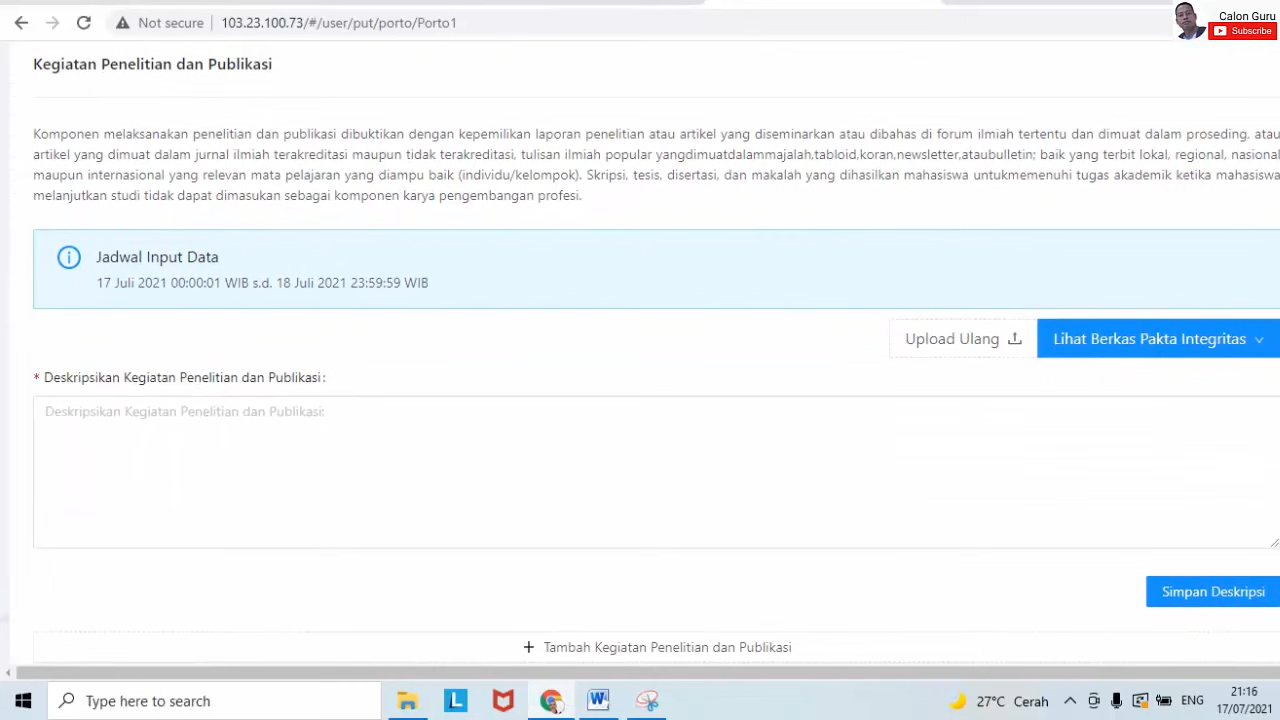 Not secure
103.23.100.73/#/user/put/porto/Porto1
Calon Guru
Subscribe
Kegiatan Penelitian dan Publikasi
Komponen melaksanakan penelitian dan publikasi dibuktikan dengan kepemilikan laporan penelitian atau artikel yang diseminarkan atau dibahas di forum ilmiah tertentu dan dimuat dalam proseding, atau
artikel yang dimuat dalam jurnal ilmiah terakreditasi maupun tidak terakreditasi, tulisan ilmiah popular yangdimuatdalammajalah,tabloid,koran,newsletter,ataubulletin; baik yang terbit lokal, regional, nasional
maupun internasional yang relevan mata pelajaran yang diampu baik (individu/kelompok). Skripsi, tesis, disertasi, dan makalah yang dihasilkan mahasiswa untukmemenuhi tugas akademik ketika mahasiswa
melanjutkan studi tidak dapat dimasukan sebagai komponen karya pengembangan profesi.
Jadwal Input Data
17 Juli 2021 00:00:01 WIB s.d. 18 Juli 2021 23:59:59 WIB
Upload Ulang
Lihat Berkas Pakta Integritas
* Deskripsikan Kegiatan Penelitian dan Publikasi:
Deskripsikan Kegiatan Penelitian dan Publikasi:
Simpan Deskripsi
+ Tambah Kegiatan Penelitian dan Publikasi
Type here to search
L
W
27°C Cerah
ENG
21:16
17/07/2021